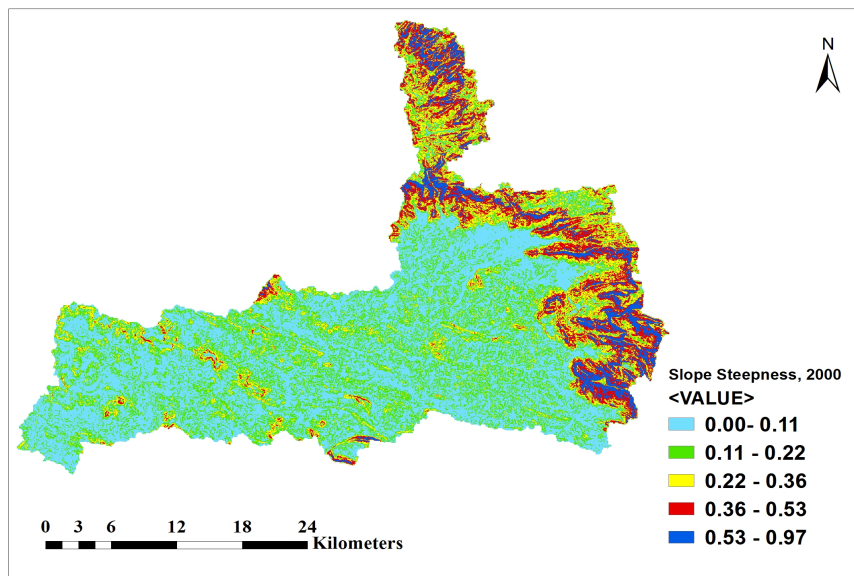 N
Slope Steepness, 2000
<VALUE>
0.00- 0.11
0.11 - 0.22
0.22 - 0.36
0.36 - 0.53
0.53 - 0.97
0 3 6 12 18 24
Kilometers